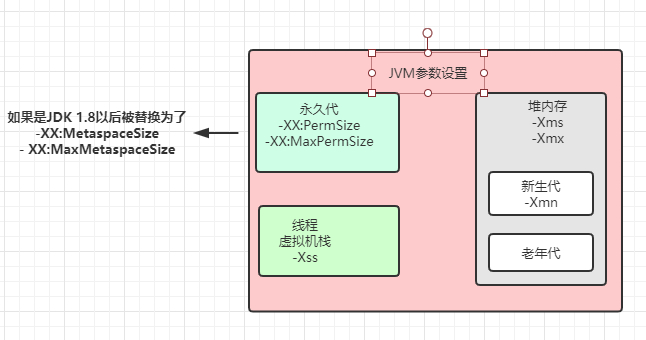 JVM参数设置
如果是JDK 1.8以后被替换为了
-XX:MetaspaceSize
- XX:MaxMetaspaceSize
永久代
-XX:PermSize
-XX:MaxPermSize
线程
虚拟机栈
-Xss
堆内存
-Xms
-Xmx
新生代
-Xmn
老年代